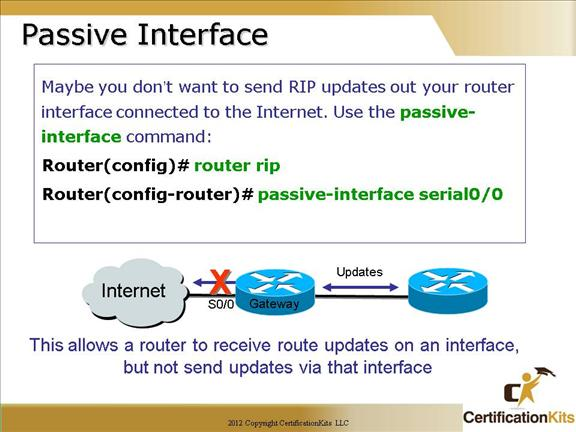 Passive Interface
Maybe you don't want to send RIP updates out your router
interface connected to the Internet. Use the passive-
interface command:
Router(config)# router rip
Router(config-router)# passive-interface serial0/0
X
Updates
Internet
S0/0
Gateway
This allows a router to receive route updates on an interface,
but not send updates via that interface
CertificationKits
2012 Copyright CertificationKits LLC